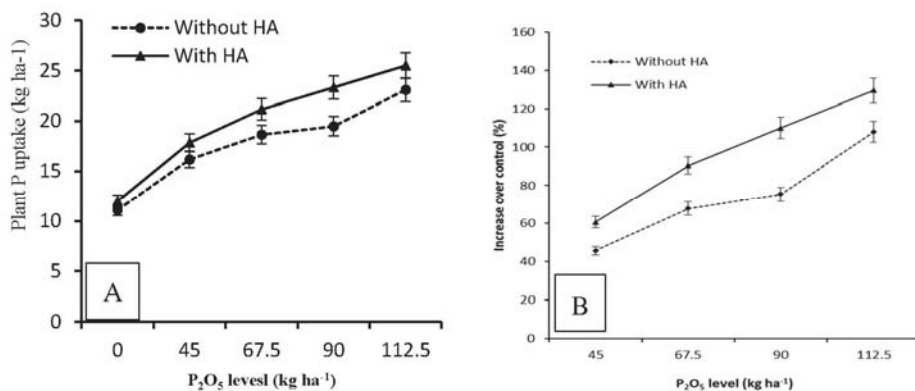 Without HA
With HA
Plant P uptake (kg ha-1)
30
25
20
15
10
5
0
A
0 45 67.5 90 112.5
P₂O₅ levesl (kg ha⁻¹)
Without HA
With HA
Increase over control (%)
160
140
120
100
80
60
40
20
0
B
45 67.5 90 112.5
P₂O₅ level (kg ha⁻¹)